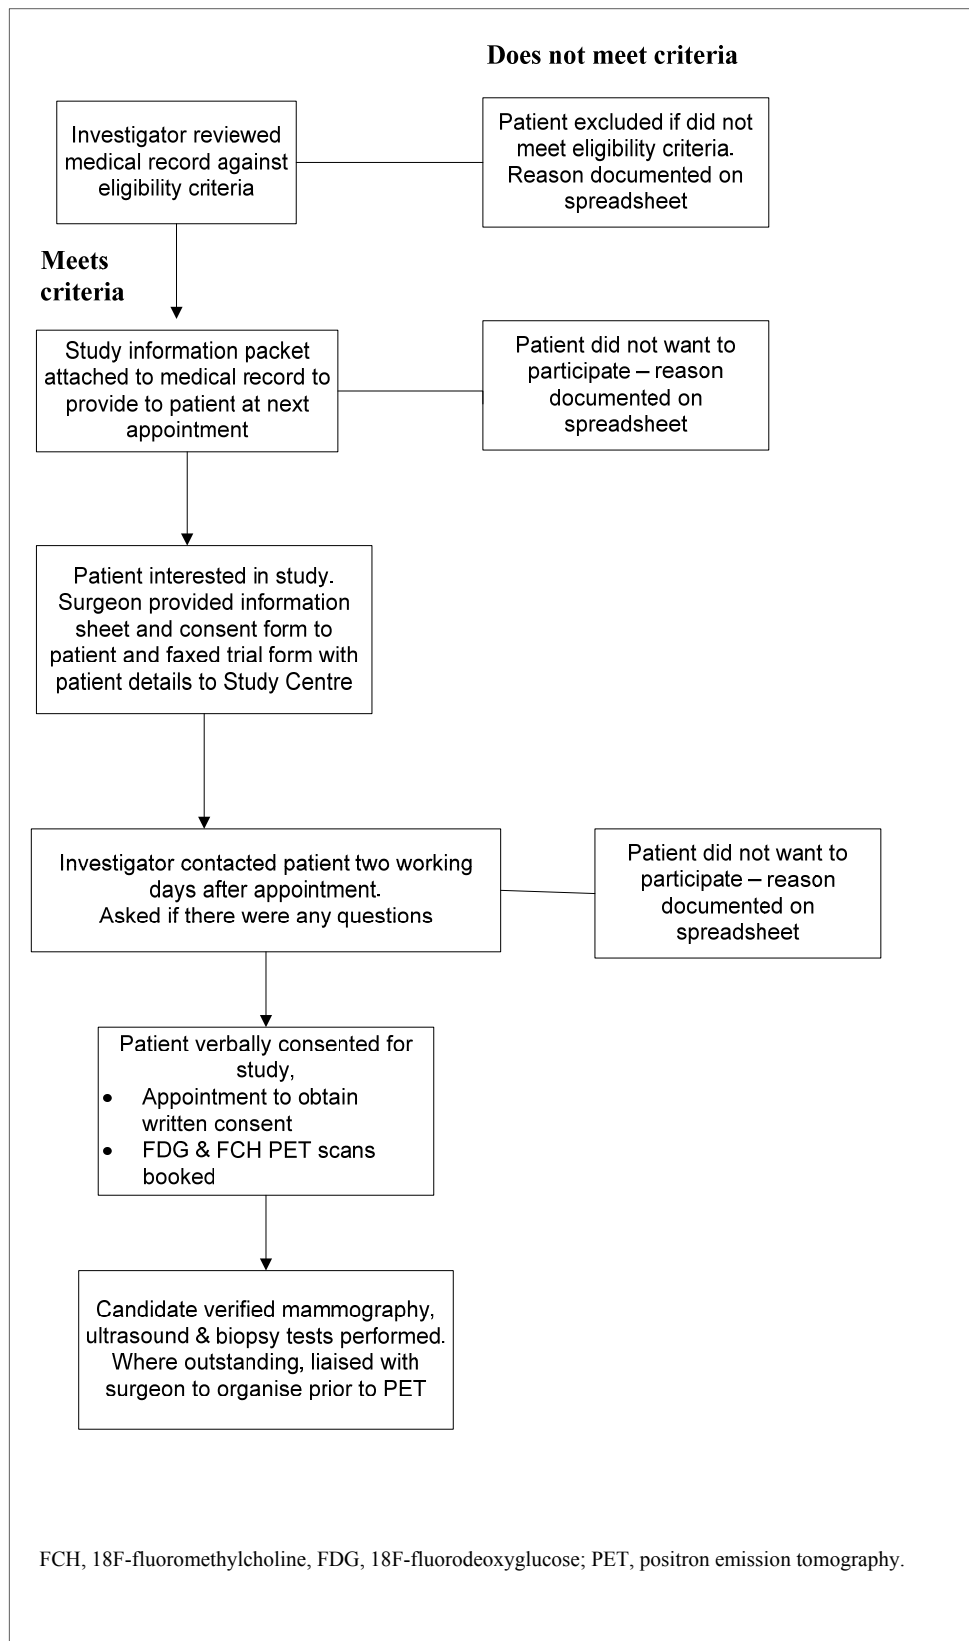 Does not meet criteria
Investigator reviewed
medical record against
eligibility criteria
Patient excluded if did not
meet eligibility criteria.
Reason documented on
spreadsheet
Meets
criteria
Study information packet
attached to medical record to
provide to patient at next
appointment
Patient did not want to
participate – reason
documented on
spreadsheet
Patient interested in study.
Surgeon provided information
sheet and consent form to
patient and faxed trial form with
patient details to Study Centre
Investigator contacted patient two working
days after appointment.
Asked if there were any questions
Patient did not want to
participate – reason
documented on
spreadsheet
Patient verbally consented for
study,
• Appointment to obtain
written consent
• FDG & FCH PET scans
booked
Candidate verified mammography,
ultrasound & biopsy tests performed.
Where outstanding, liaised with
surgeon to organise prior to PET
FCH, 18F-fluoromethylcholine, FDG, 18F-fluorodeoxyglucose; PET, positron emission tomography.